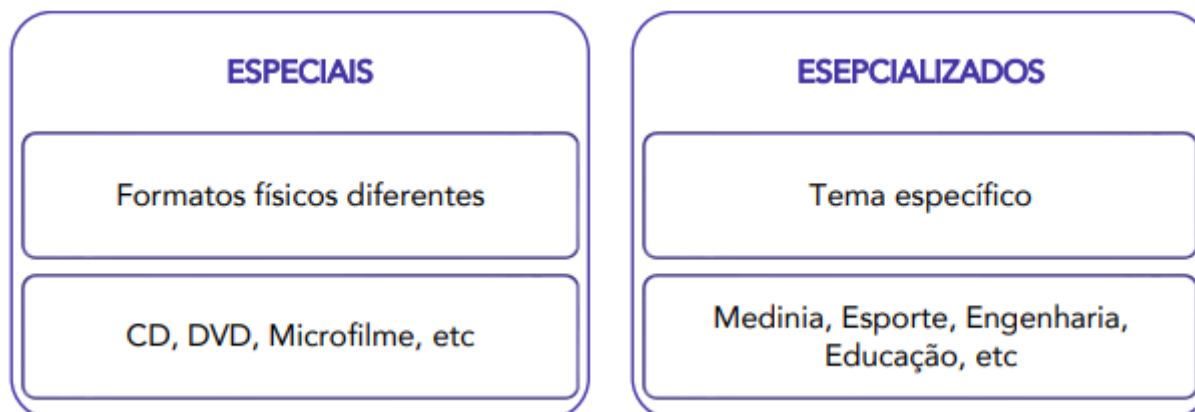 ESPECIAIS
Formatos físicos diferentes
CD, DVD, Microfilme, etc
ESEPCIALIZADOS
Tema específico
Medinia, Esporte, Engenharia,
Educação, etc